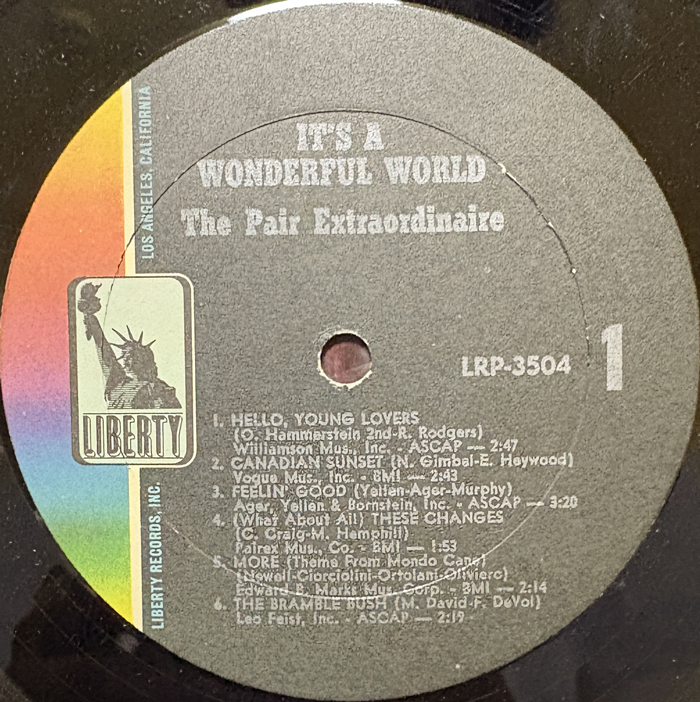 IT'S A
WONDERFUL WORLD
The Pair Extraordinaire
LOS ANGELES, CALIFORNIA
LIBERTY
LIBERTY RECORDS, INC.
LRP-3504
1
1. HELLO, YOUNG LOVERS
(O. Hammerstein 2nd-R. Rodgers)
Williamson Mus., Inc. - ASCAP — 2:47
2. CANADIAN SUNSET (N. Gimbel-E. Heywood)
Vogue Mus., Inc. - BMI — 2:43
3. FEELIN' GOOD (Yellen-Ager-Murphy)
Ager, Yellen & Bornstein, Inc. - ASCAP — 3:20
4. (What About All) THESE CHANGES
(C. Craig-M. Hemphill)
Pairex Mus., Co. - BMI — 1:53
5. MORE (Theme From Mondo Cane)
(Newell-Ciorciolini-Ortolani-Oliviero)
Edward B. Marks Mus. Corp. - BMI — 2:14
6. THE BRAMBLE BUSH (M. David-F. DeVol)
Leo Feist, Inc. - ASCAP — 2:19